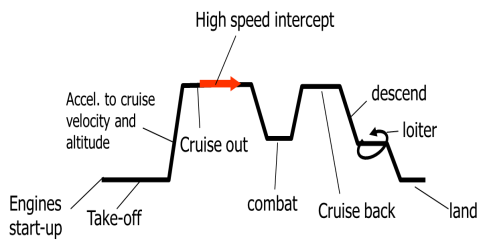 High speed intercept
Accel. to cruise
velocity and
altitude
Cruise out
descend
loiter
Engines
start-up
Take-off
combat
Cruise back
land